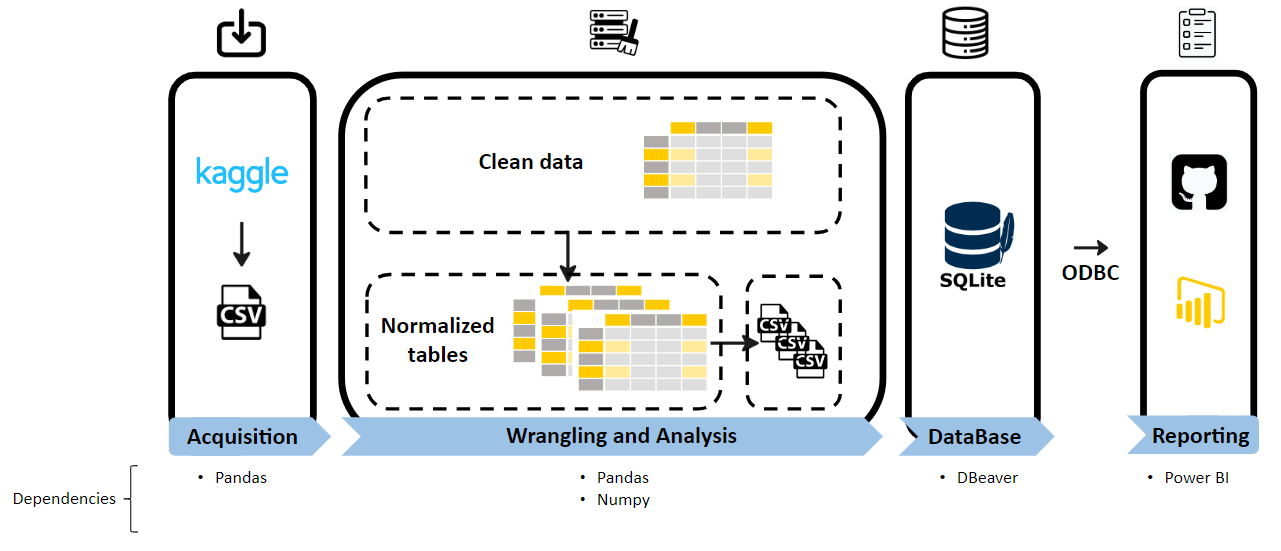 kaggle
CSV
Clean data
Normalized
tables
CSV
CSV
CSV
SQLite
ODBC
Acquisition
Wrangling and Analysis
DataBase
Reporting
Dependencies
• Pandas
• Pandas
• Numpy
• DBeaver
• Power BI